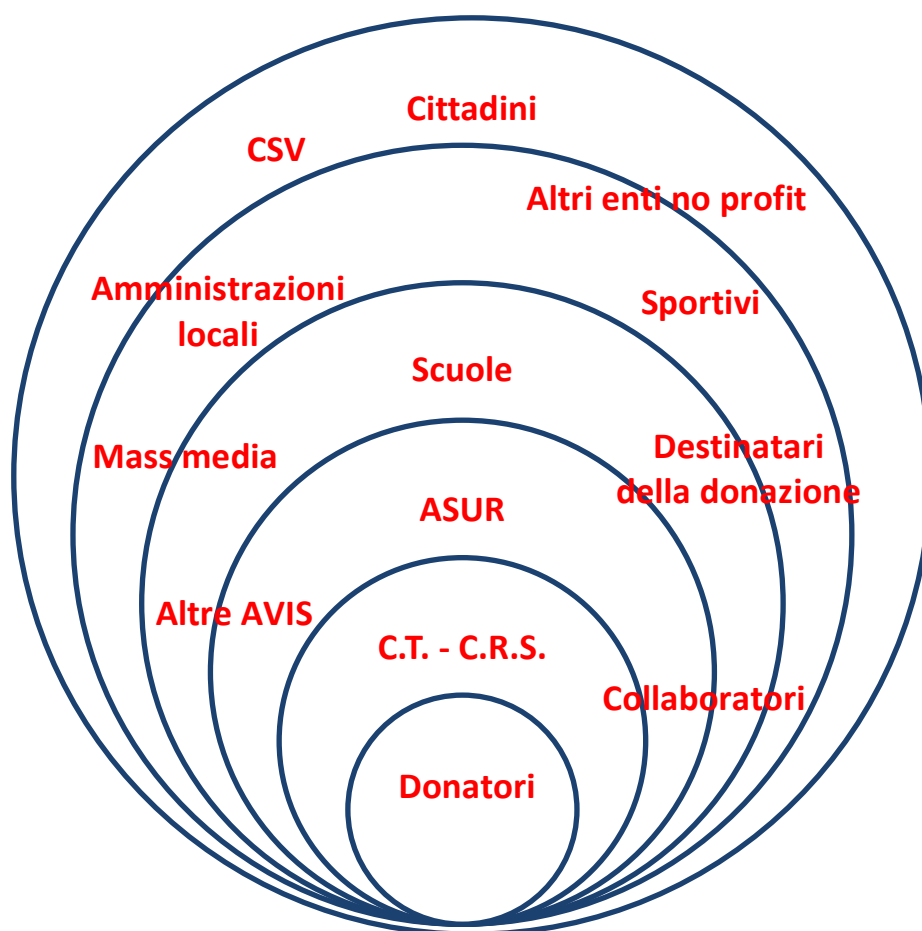 Cittadini
CSV
Altri enti no profit
Amministrazioni
locali
Sportivi
Scuole
Mass media
Destinatari
della donazione
ASUR
Altre AVIS
C.T. - C.R.S.
Collaboratori
Donatori